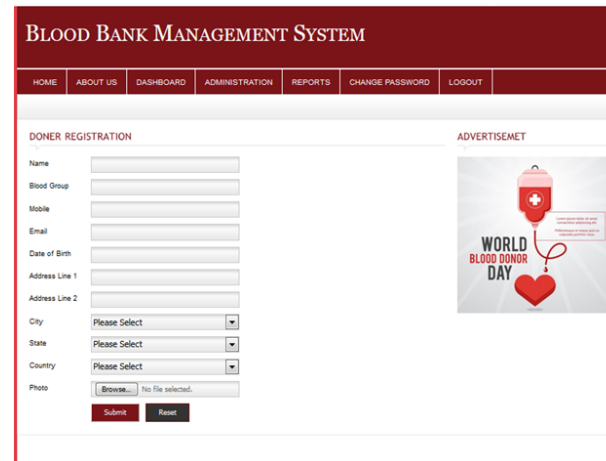 BLOOD BANK MANAGEMENT SYSTEM
HOME ABOUT US DASHBOARD ADMINISTRATION REPORTS CHANGE PASSWORD LOGOUT
DONER REGISTRATION
Name
Blood Group
Mobile
Email
Date of Birth
Address Line 1
Address Line 2
City Please Select
State Please Select
Country Please Select
Photo Browse... No file selected.
Submit Reset
ADVERTISEMET
WORLD
BLOOD DONOR
DAY